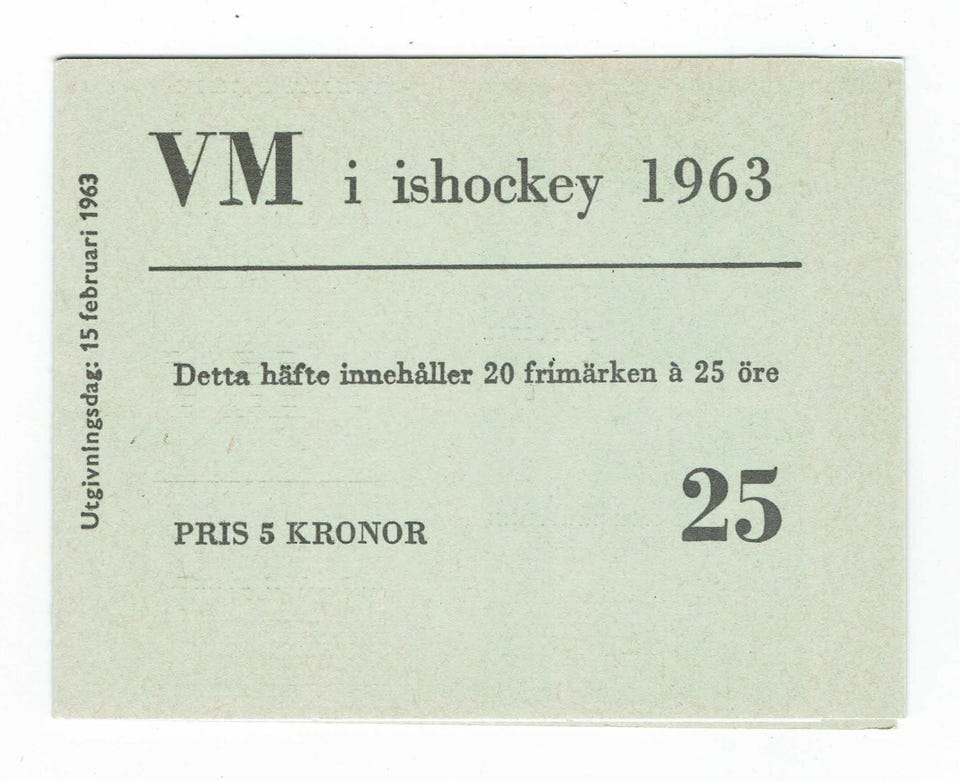 VM i ishockey 1963
Utgivningsdag: 15 februari 1963
Detta häfte innehåller 20 frimärken à 25 öre
25
PRIS 5 KRONOR